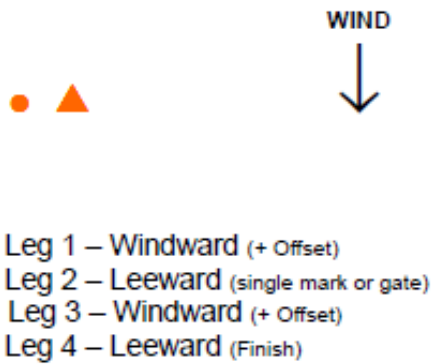 WIND
Leg 1 – Windward (+ Offset)
Leg 2 – Leeward (single mark or gate)
Leg 3 – Windward (+ Offset)
Leg 4 – Leeward (Finish)